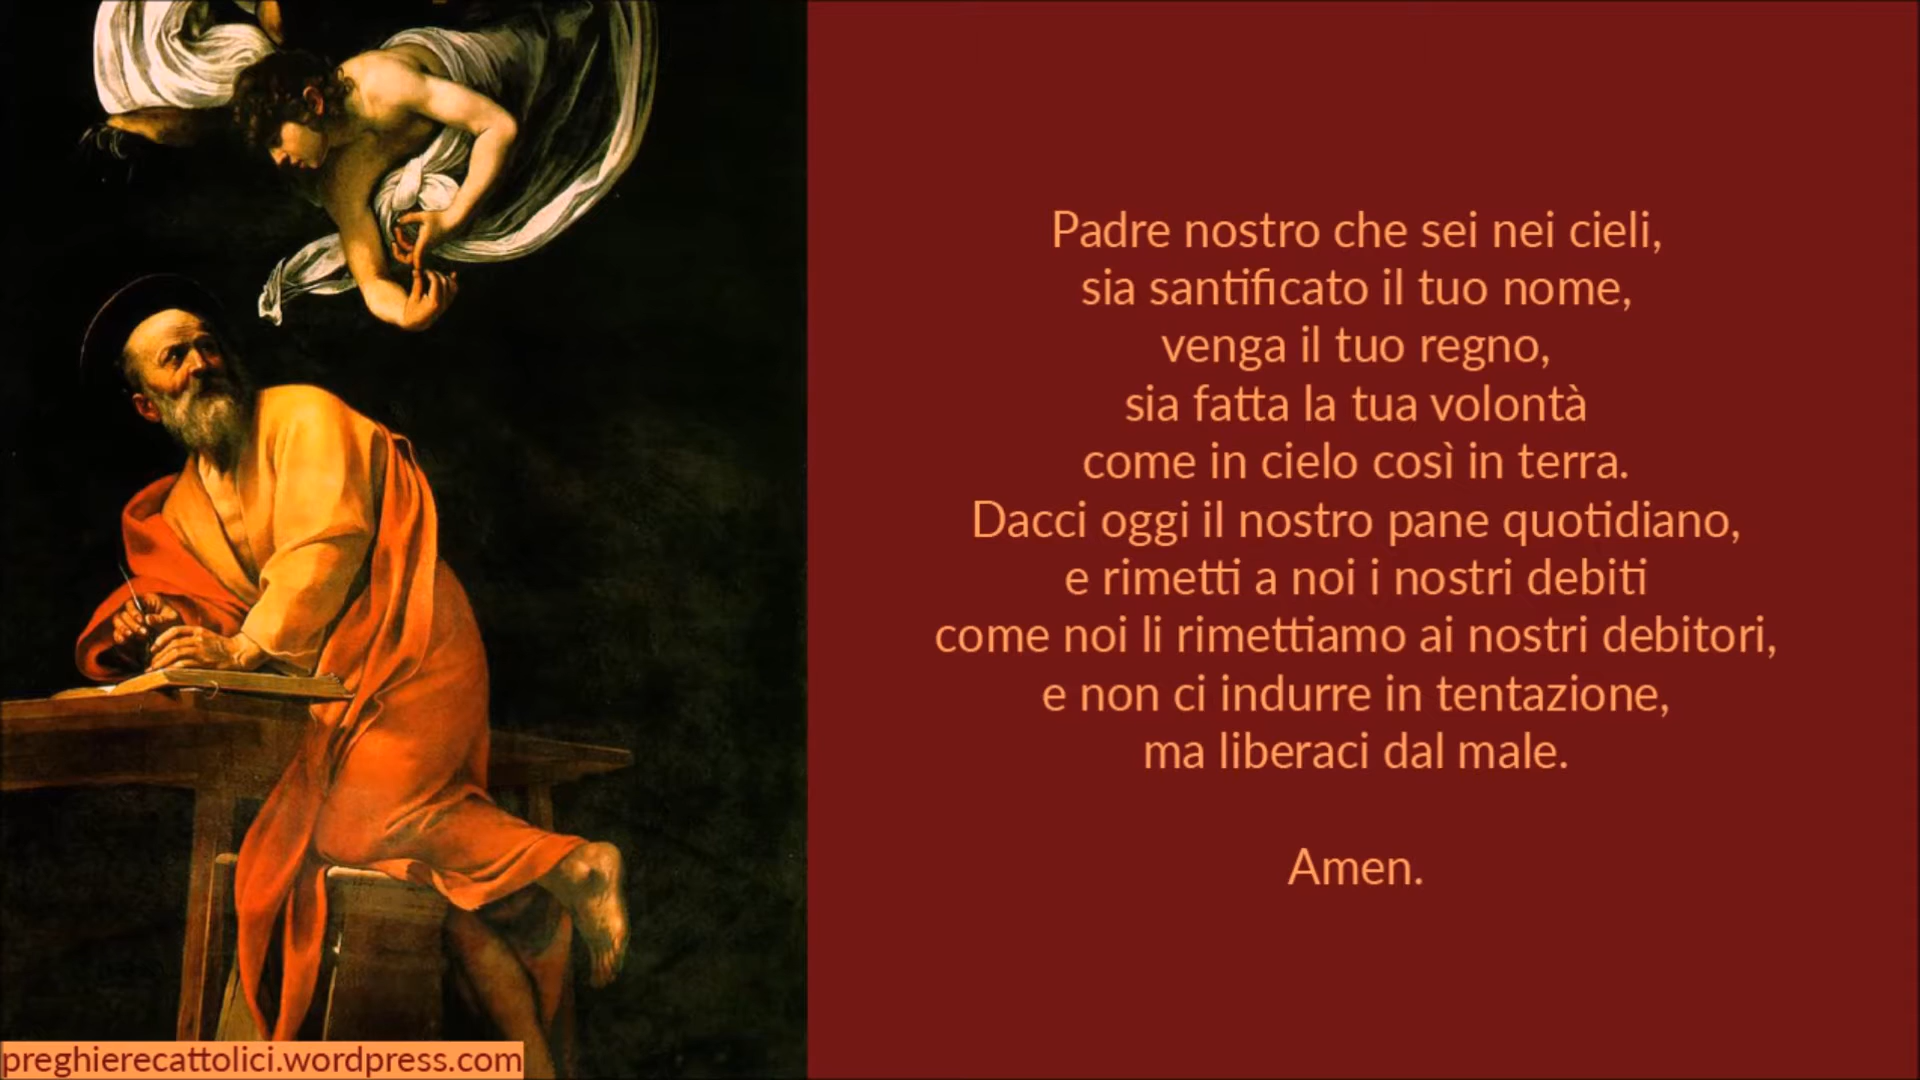 Padre nostro che sei nei cieli,
sia santificato il tuo nome,
venga il tuo regno,
sia fatta la tua volontà
come in cielo così in terra.
Dacci oggi il nostro pane quotidiano,
e rimetti a noi i nostri debiti
come noi li rimettiamo ai nostri debitori,
e non ci indurre in tentazione,
ma liberaci dal male.
Amen.
preghierecattolici.wordpress.com